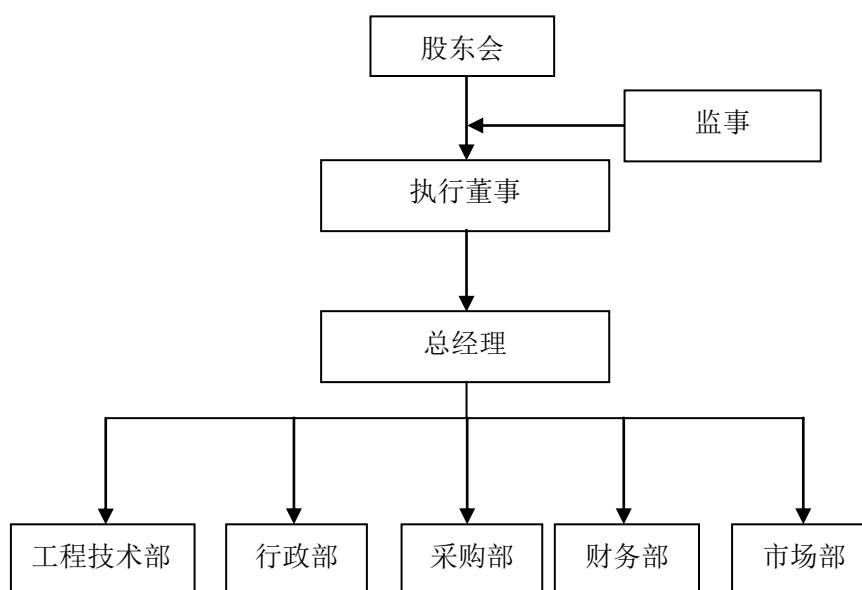 股东会
监事
执行董事
总经理
工程技术部
行政部
采购部
财务部
市场部